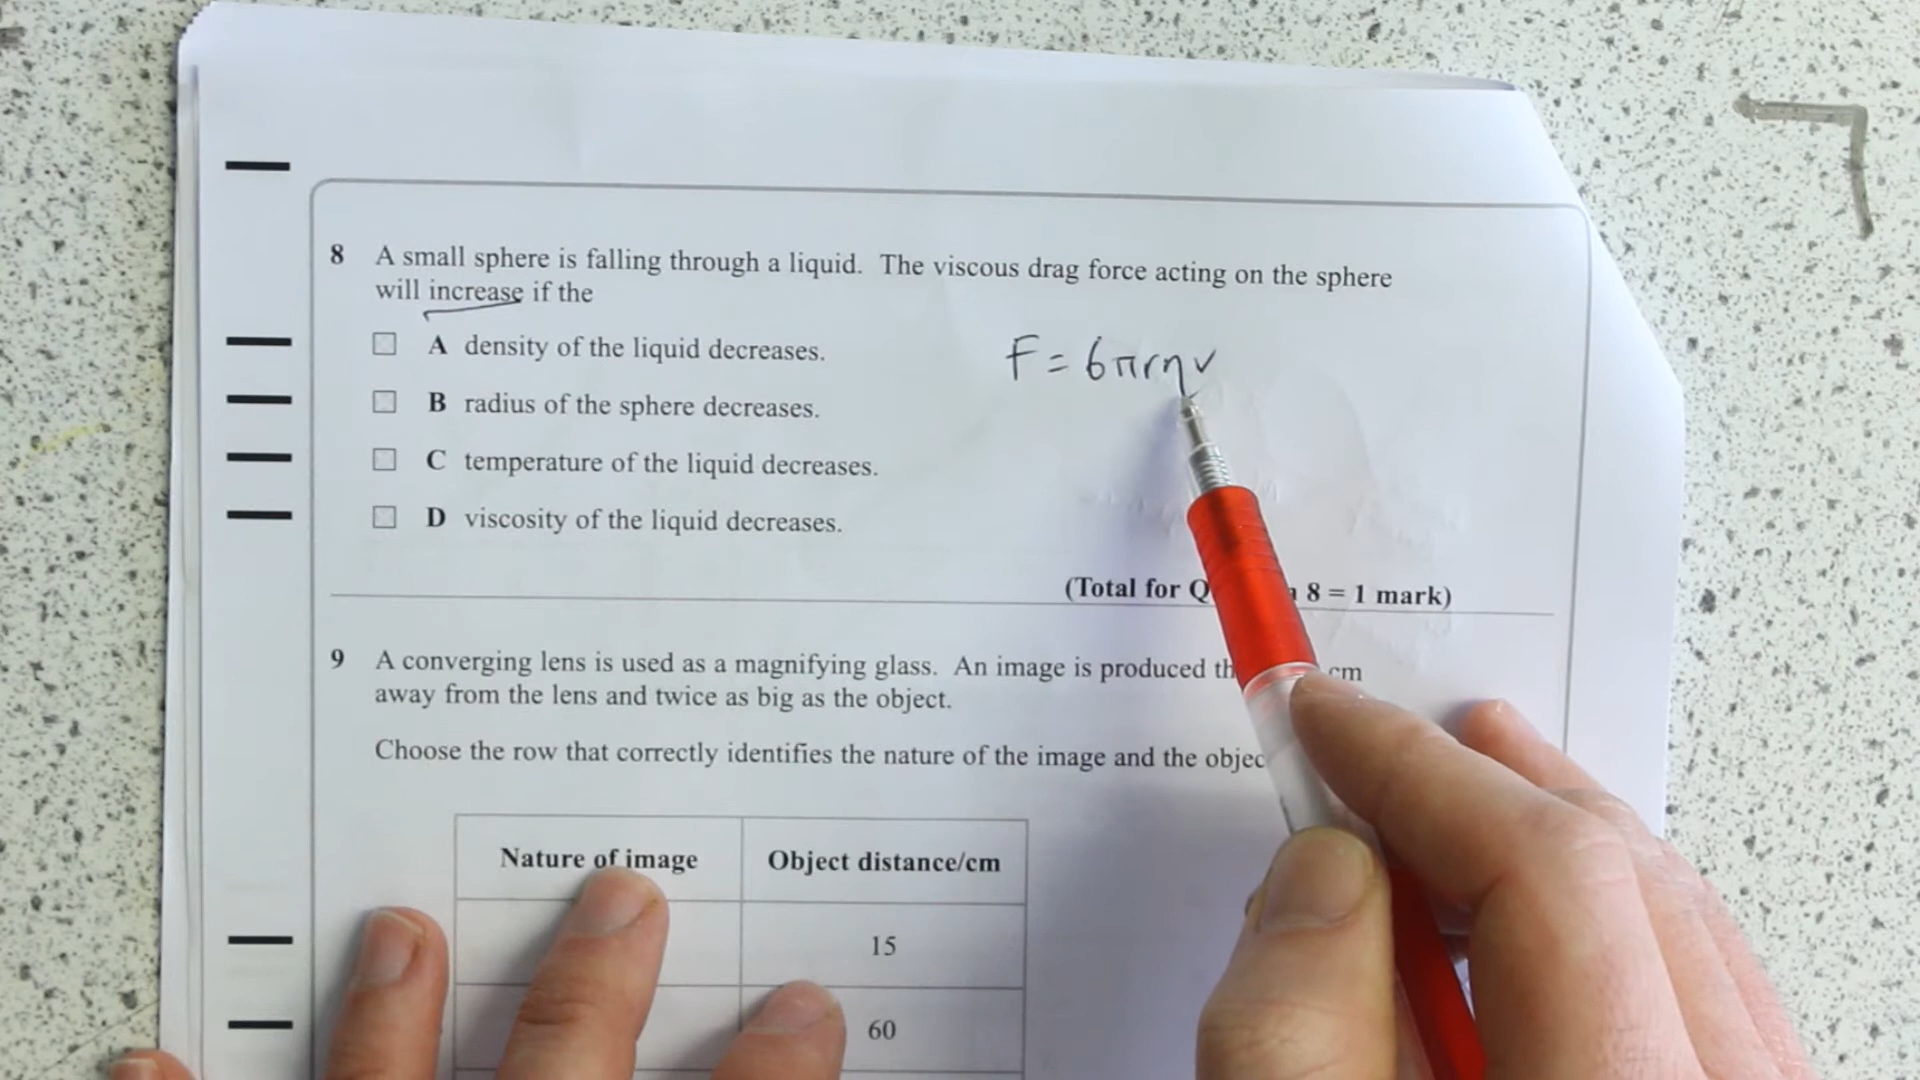 8 A small sphere is falling through a liquid. The viscous drag force acting on the sphere
will increase if the
A density of the liquid decreases.
F = 6πrηv
B radius of the sphere decreases.
C temperature of the liquid decreases.
D viscosity of the liquid decreases.
(Total for Q 8 = 1 mark)
9 A converging lens is used as a magnifying glass. An image is produced cm
away from the lens and twice as big as the object.
Choose the row that correctly identifies the nature of the image and the
Nature of image Object distance/cm
15
60